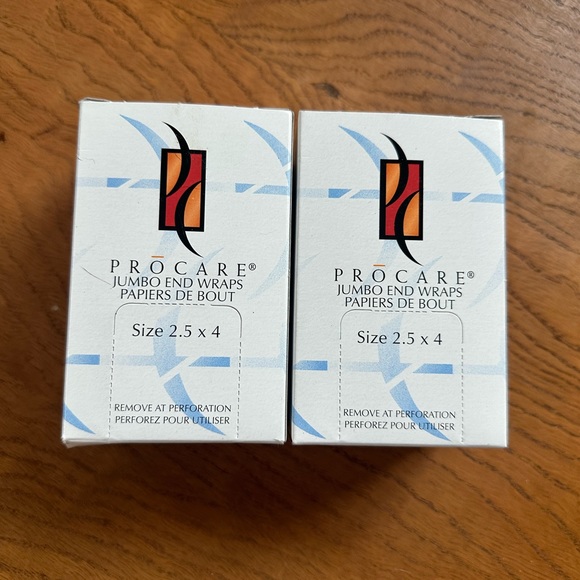 PRŌCARE®
JUMBO END WRAPS
PAPIERS DE BOUT
Size 2.5 x 4
REMOVE AT PERFORATION
PERFOREZ POUR UTILISER
PRŌCARE®
JUMBO END WRAPS
PAPIERS DE BOUT
Size 2.5 x 4
REMOVE AT PERFORATION
PERFOREZ POUR UTILISER